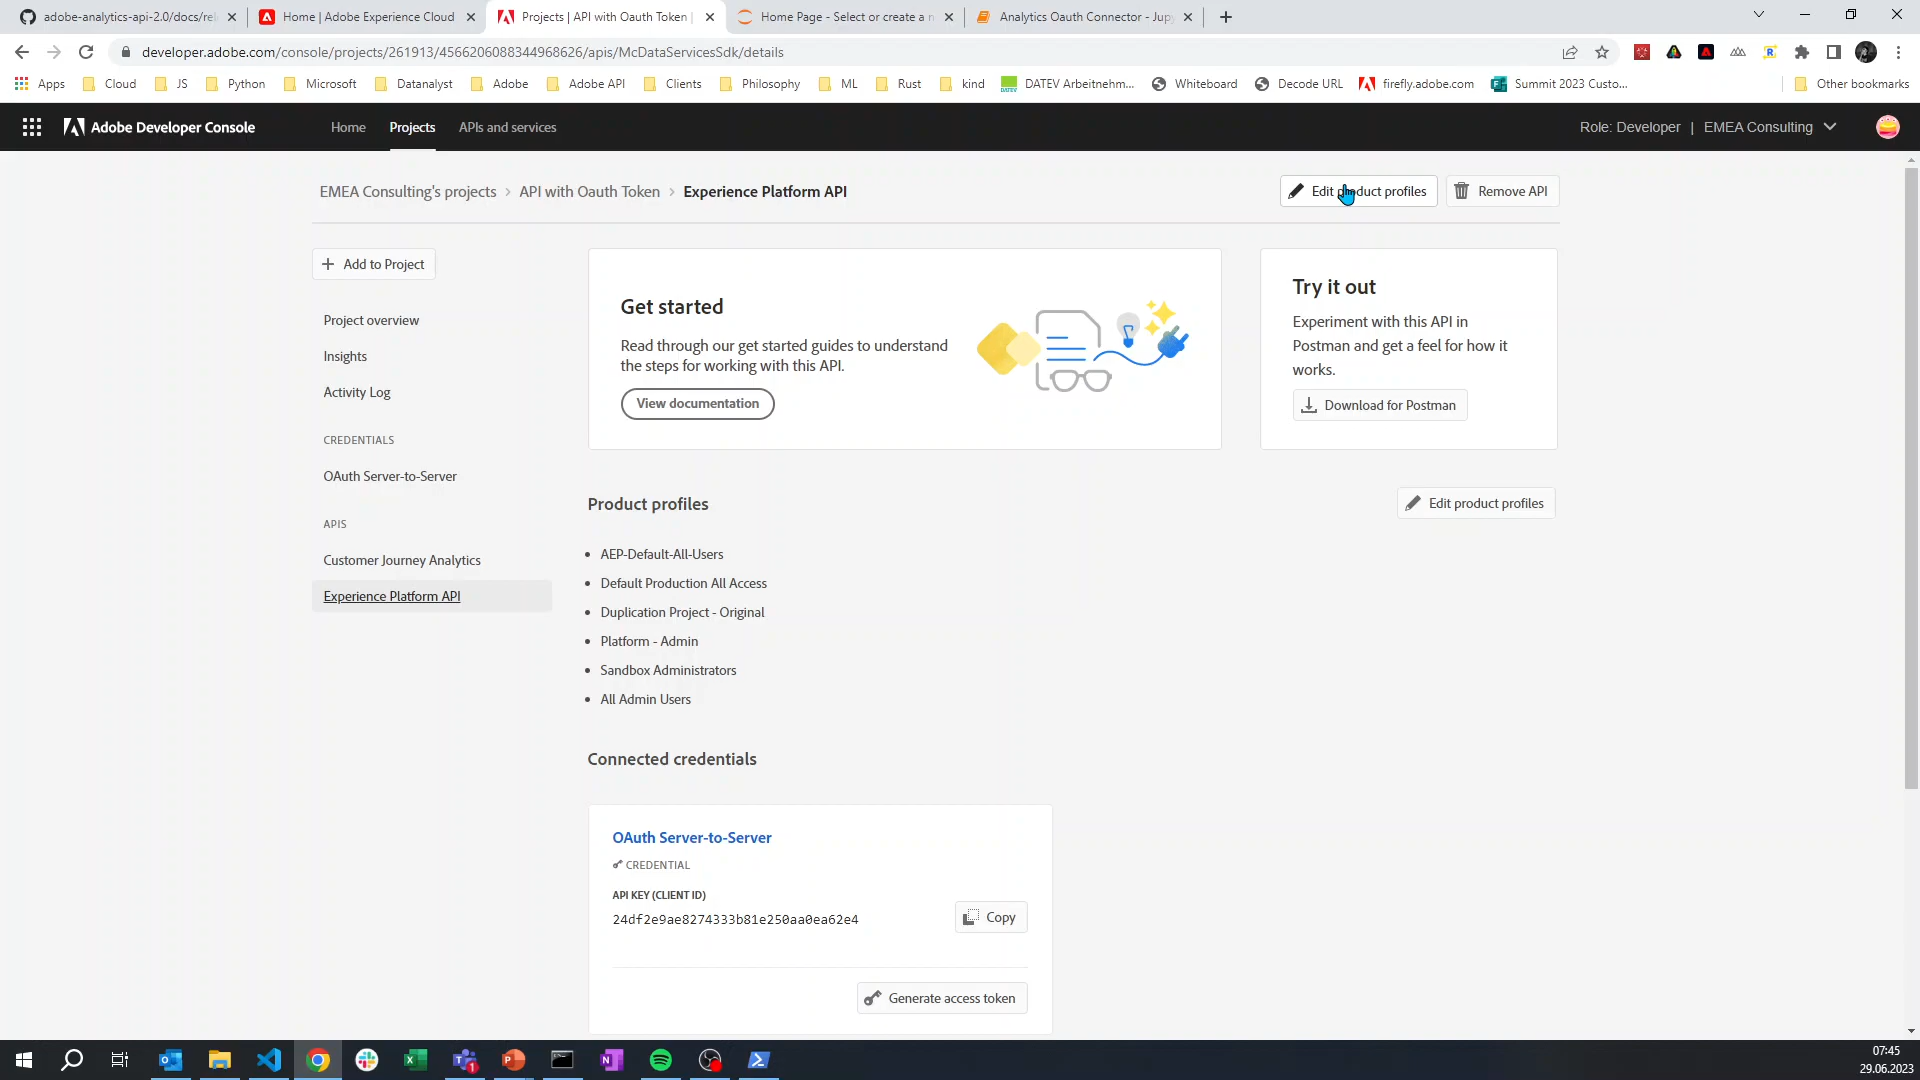 adobe-analytics-api-2.0/docs/rel
Home | Adobe Experience Cloud
Projects | API with Oauth Token |
Home Page - Select or create a n
Analytics Oauth Connector - Jupy
developer.adobe.com/console/projects/261913/4566206088344968626/apis/McDataServicesSdk/details
Apps
Cloud
JS
Python
Microsoft
Datanalyst
Adobe
Adobe API
Clients
Philosophy
ML
Rust
kind
DATEV Arbeitnehm...
Whiteboard
Decode URL
firefly.adobe.com
Summit 2023 Custo...
Other bookmarks
Adobe Developer Console
Home
Projects
APIs and services
Role: Developer | EMEA Consulting
EMEA Consulting's projects > API with Oauth Token > Experience Platform API
Edit product profiles
Remove API
Add to Project
Project overview
Insights
Activity Log
CREDENTIALS
OAuth Server-to-Server
APIS
Customer Journey Analytics
Experience Platform API
Get started
Read through our get started guides to understand
the steps for working with this API.
View documentation
Try it out
Experiment with this API in
Postman and get a feel for how it
works.
Download for Postman
Product profiles
Edit product profiles
• AEP-Default-All-Users
• Default Production All Access
• Duplication Project - Original
• Platform - Admin
• Sandbox Administrators
• All Admin Users
Connected credentials
OAuth Server-to-Server
CREDENTIAL
API KEY (CLIENT ID)
24df2e9ae8274333b81e250aa0ea62e4
Copy
Generate access token
07:45
29.06.2023